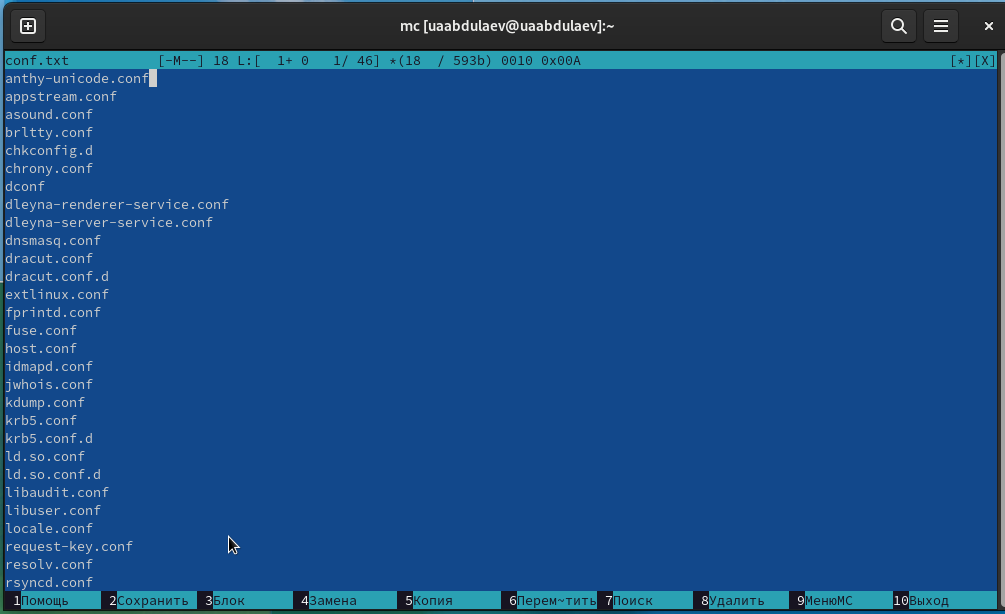 mc [uaabdulaev@uaabdulaev]:~
conf.txt [-M--] 18 L:[ 1+ 0 1/ 46] *(18 / 593b) 0010 0x00A [*][X]
anthy-unicode.conf
appstream.conf
asound.conf
brltty.conf
chkconfig.d
chrony.conf
dconf
dleyna-renderer-service.conf
dleyna-server-service.conf
dnsmasq.conf
dracut.conf
dracut.conf.d
extlinux.conf
fprintd.conf
fuse.conf
host.conf
idmapd.conf
jwhois.conf
kdump.conf
krb5.conf
krb5.conf.d
ld.so.conf
ld.so.conf.d
libaudit.conf
libuser.conf
locale.conf
request-key.conf
resolv.conf
rsyncd.conf
1Помощь 2Сохранить 3Блок 4Замена 5Копия 6Перем~тить 7Поиск 8Удалить 9МенюMC 10Выход